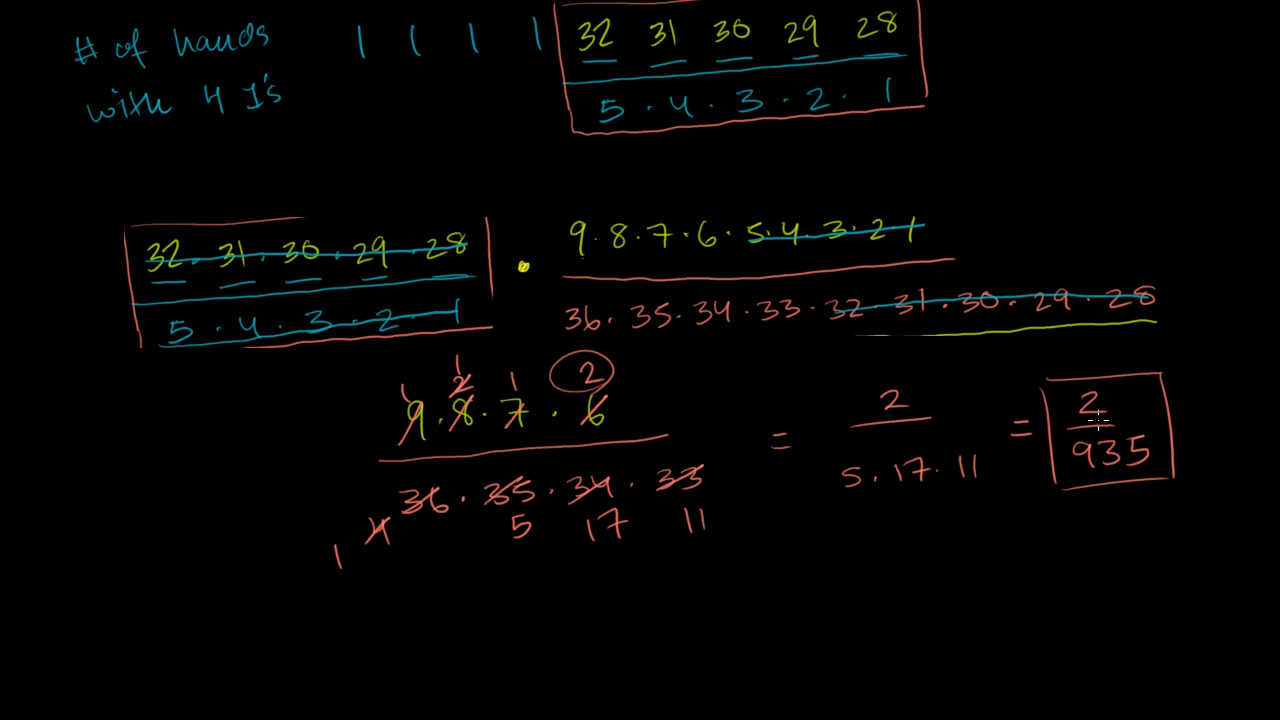 # of hands 1 1 1 1 32 31 30 29 28
with 4 1's 5 · 4 · 3 · 2 · 1
32 · 31 · 30 · 29 · 28 · 9 · 8 · 7 · 6 · 5 · 4 · 3 · 2 · 1
5 · 4 · 3 · 2 · 1 36 · 35 · 34 · 33 · 32 · 31 · 30 · 29 · 28
1
1 2 1 2
9 · 8 · 7 · 6 = 2 = 2
36 · 35 · 34 · 33 5 · 17 · 11 935
4 5 17 11
1